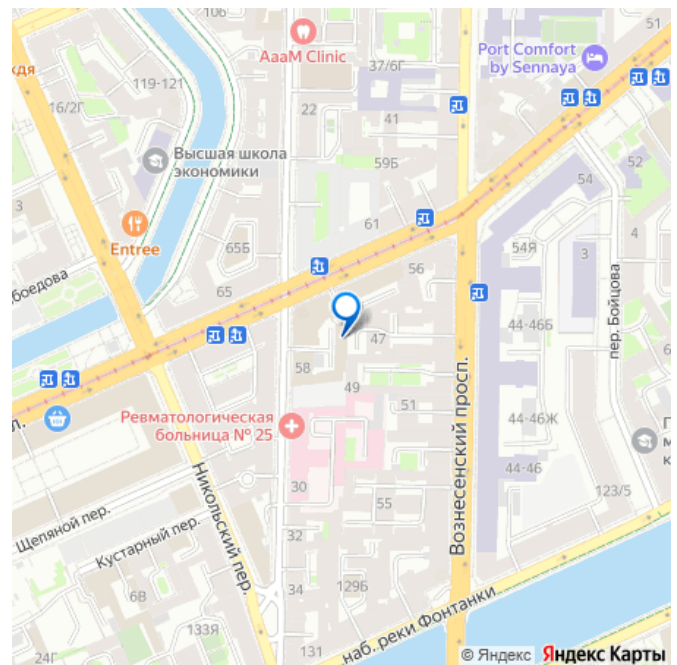 10б
51
AaaM Clinic
37/6Г
Port Comfort
by Sennaya
119-121
16/2Г
22
41
Высшая школа
экономики
59Б
52
54
3
61
4
Entree
65Б
54Я
3
56
65
44-46Б
пер. Бойцова
47
58
49
51
Вознесенский просп.
Ревматологическая
больница № 25
44-46Ж
44-46
30
123/5
55
Никольский пер.
Щепяной пер.
Кустарный пер.
32
34
129Б
6В
133Я
наб. реки Фонтанки
24Г
131
© Яндекс Яндекс Карты